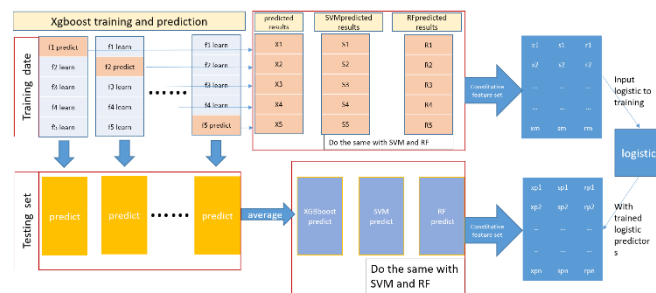 Xgboost training and prediction
predicted
results
SVMpredicted
results
RFpredicted
results
Training date
f1 predict
f2 learn
f3 learn
f4 learn
f5 learn
f1 learn
f2 predict
f3 learn
f4 learn
f5 learn
......
f1 learn
f2 learn
f3 learn
f4 learn
f5 predict
X1
X2
X3
X4
X5
S1
S2
S3
S4
S5
R1
R2
R3
R4
R5
Do the same with SVM and RF
Constitutive
feature set
x1 s1 r1
x2 s2 r2
... ... ...
... ... ...
xm sm rm
Input
logistic to
training
logistic
With
trained
logistic
predictor
s
Testing set
predict
predict
......
predict
average
XGBboost
predict
SVM
predict
RF
predict
Do the same with
SVM and RF
Constitutive
feature set
xp1 sp1 rp1
xp2 sp2 rp2
... ... ...
... ... ...
xpn spn rpn